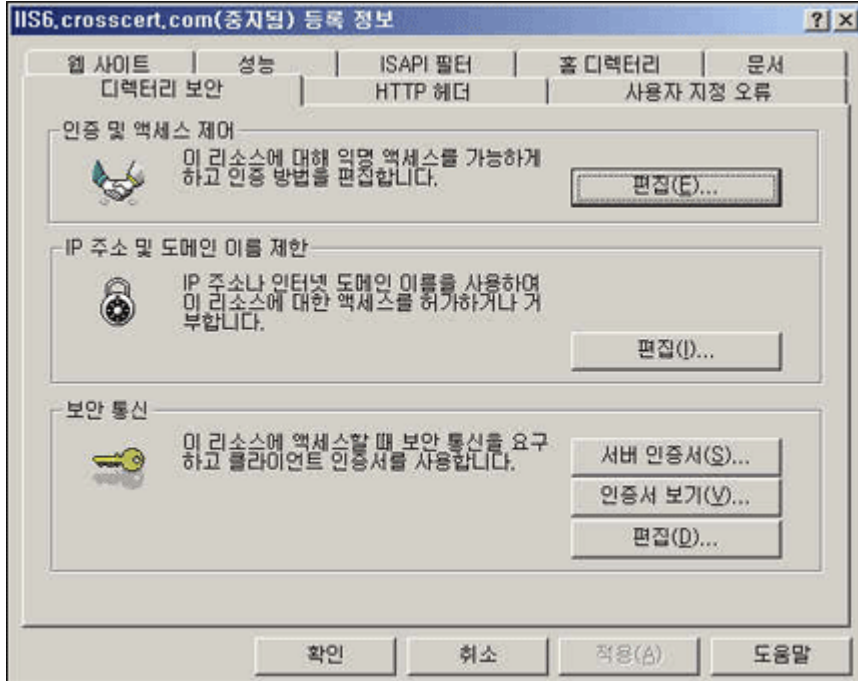 IIS6.crosscert.com(중지됨) 등록 정보
웹 사이트 성능 ISAPI 필터 홈 디렉터리 문서
디렉터리 보안 HTTP 헤더 사용자 지정 오류
인증 및 액세스 제어
이 리소스에 대해 익명 액세스를 가능하게
하고 인증 방법을 편집합니다.
편집(E)...
IP 주소 및 도메인 이름 제한
IP 주소나 인터넷 도메인 이름을 사용하여
이 리소스에 대한 액세스를 허가하거나 거
부합니다.
편집(I)...
보안 통신
이 리소스에 액세스할 때 보안 통신을 요구
하고 클라이언트 인증서를 사용합니다.
서버 인증서(S)...
인증서 보기(V)...
편집(D)...
확인 취소 적용(A) 도움말